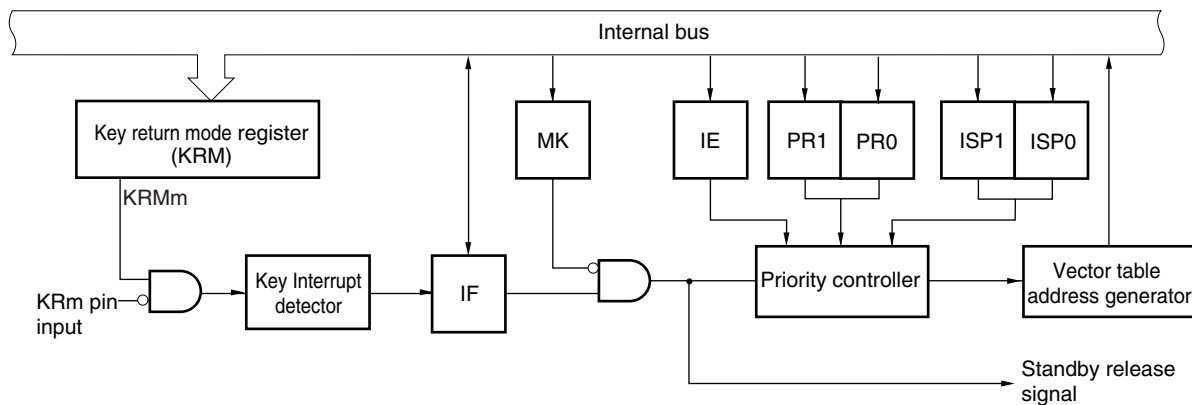 Internal bus
Key return mode register
(KRM)
MK
IE
PR1
PR0
ISP1
ISP0
KRMm
KRm pin
input
Key Interrupt
detector
IF
Priority controller
Vector table
address generator
Standby release
signal